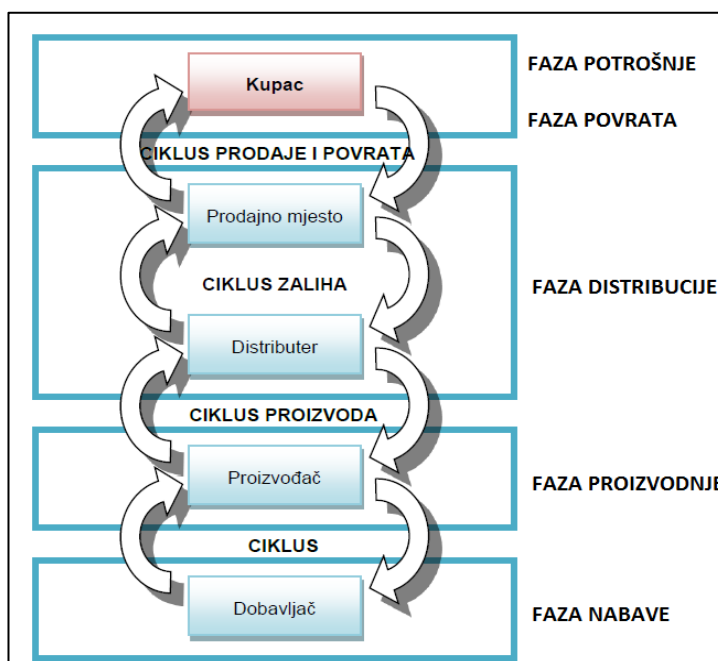 FAZA POTROŠNJE
Kupac
FAZA POVRATA
CIKLUS PRODAJE I POVRATA
Prodajno mjesto
CIKLUS ZALIHA
FAZA DISTRIBUCIJE
Distributer
CIKLUS PROIZVODA
Proizvođač
FAZA PROIZVODNJE
CIKLUS
Dobavljač
FAZA NABAVE